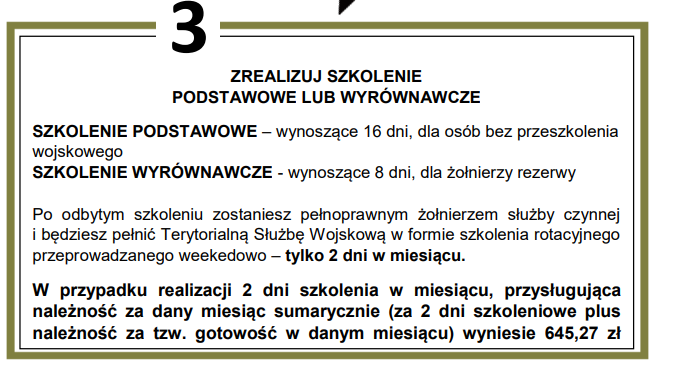 3
ZREALIZUJ SZKOLENIE
PODSTAWOWE LUB WYRÓWNAWCZE
SZKOLENIE PODSTAWOWE – wynoszące 16 dni, dla osób bez przeszkolenia
wojskowego
SZKOLENIE WYRÓWNAWCZE - wynoszące 8 dni, dla żołnierzy rezerwy
Po odbytym szkoleniu zostaniesz pełnoprawnym żołnierzem służby czynnej
i będziesz pełnić Terytorialną Służbę Wojskową w formie szkolenia rotacyjnego
przeprowadzanego weekedowo – tylko 2 dni w miesiącu.
W przypadku realizacji 2 dni szkolenia w miesiącu, przysługująca
należność za dany miesiąc sumarycznie (za 2 dni szkoleniowe plus
należność za tzw. gotowość w danym miesiącu) wyniesie 645,27 zł